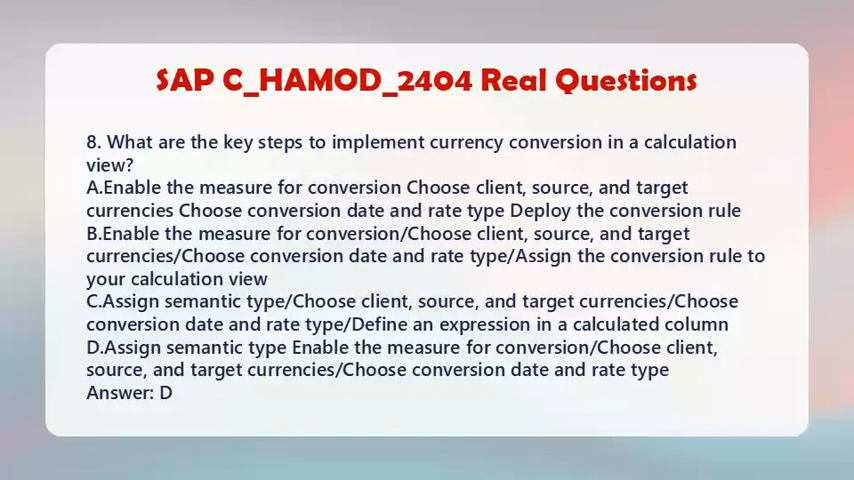 SAP C_HAMOD_2404 Real Questions
8. What are the key steps to implement currency conversion in a calculation
view?
A.Enable the measure for conversion Choose client, source, and target
currencies Choose conversion date and rate type Deploy the conversion rule
B.Enable the measure for conversion/Choose client, source, and target
currencies/Choose conversion date and rate type/Assign the conversion rule to
your calculation view
C.Assign semantic type/Choose client, source, and target currencies/Choose
conversion date and rate type/Define an expression in a calculated column
D.Assign semantic type Enable the measure for conversion/Choose client,
source, and target currencies/Choose conversion date and rate type
Answer: D